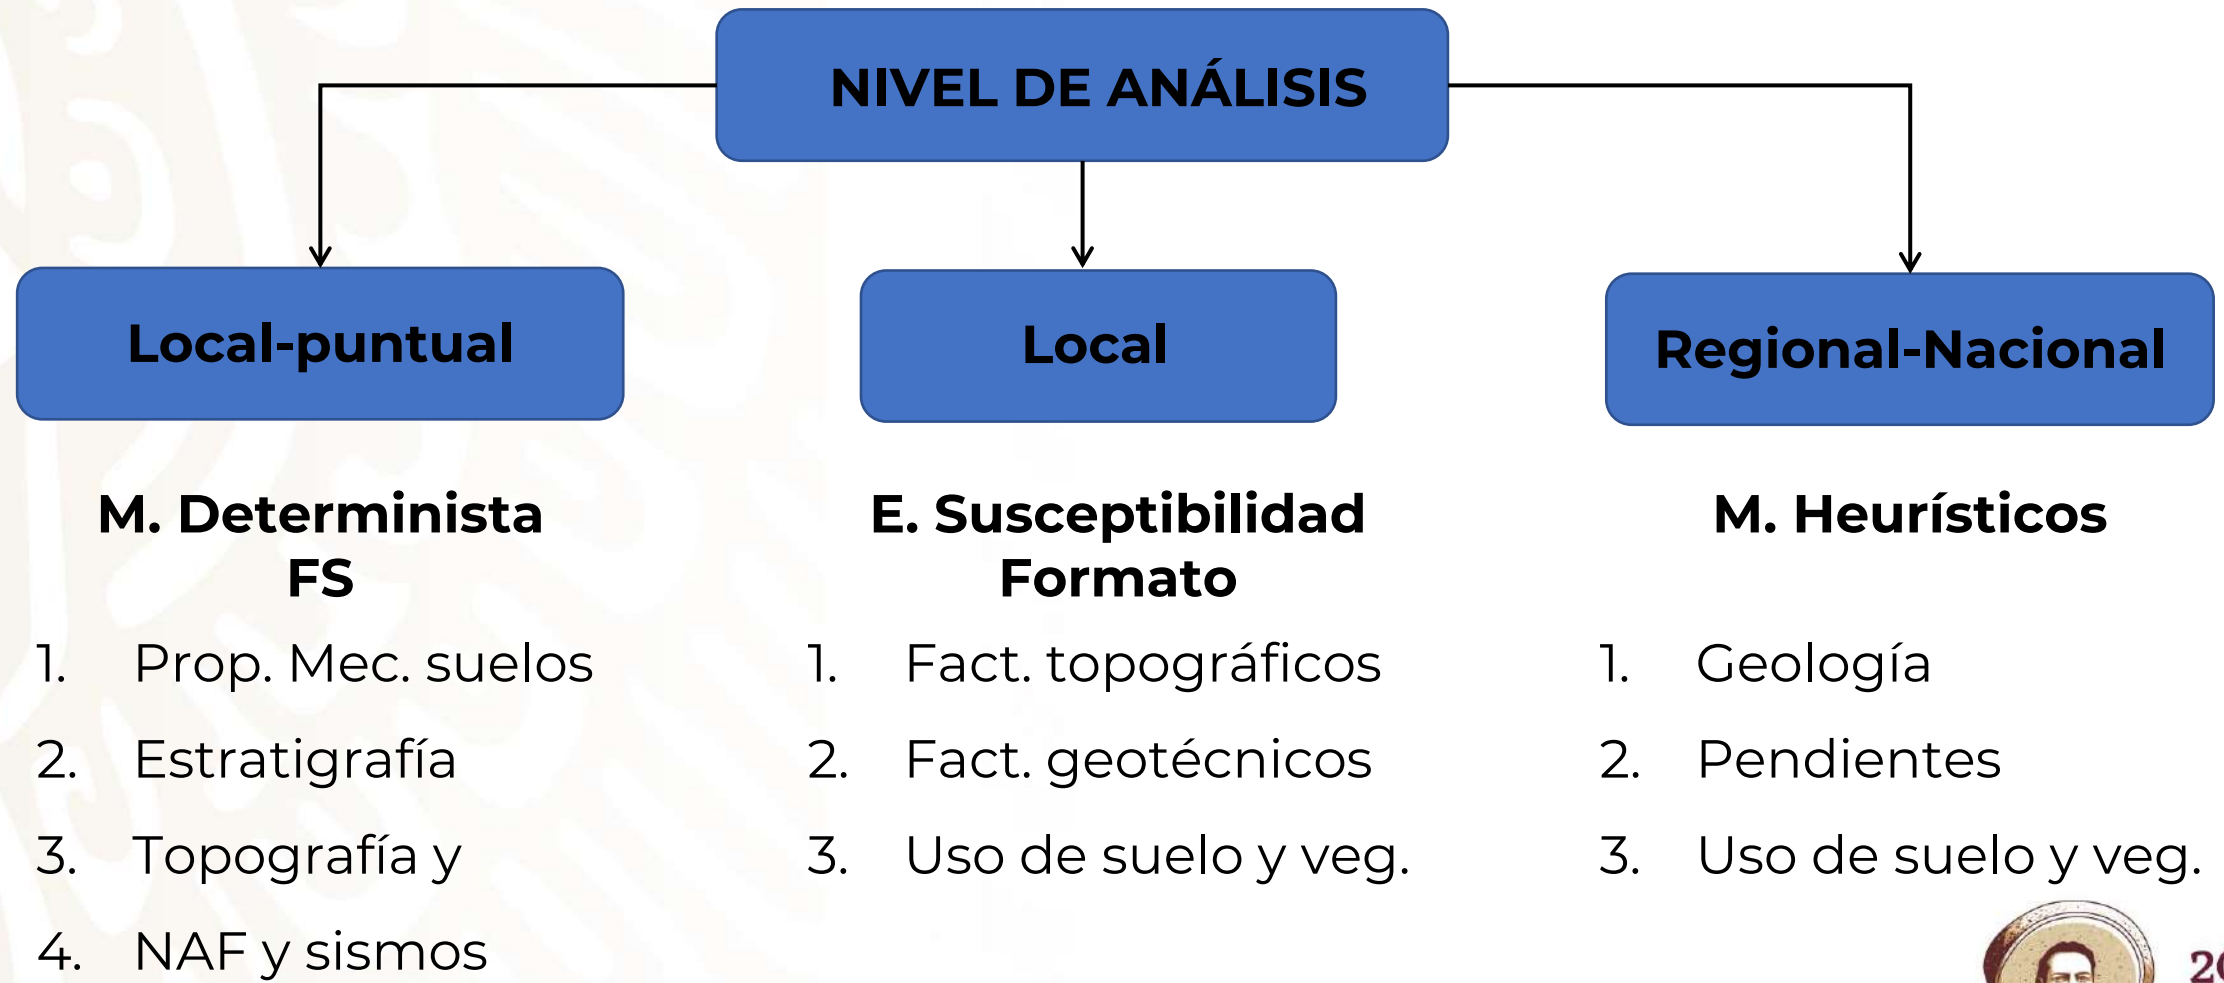 NIVEL DE ANÁLISIS
Local-puntual
Local
Regional-Nacional
M. Determinista
FS
1. Prop. Mec. suelos
2. Estratigrafía
3. Topografía y
4. NAF y sismos
E. Susceptibilidad
Formato
1. Fact. topográficos
2. Fact. geotécnicos
3. Uso de suelo y veg.
M. Heurísticos
1. Geología
2. Pendientes
3. Uso de suelo y veg.